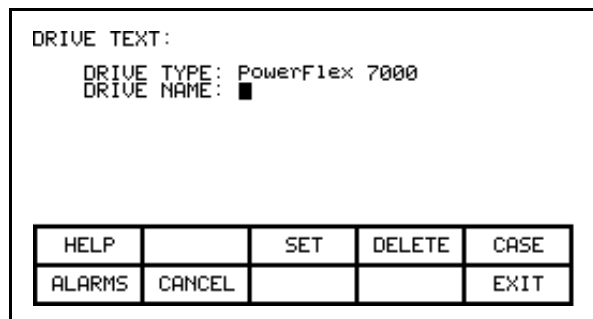 DRIVE TEXT:
DRIVE TYPE: PowerFlex 7000
DRIVE NAME:
HELP SET DELETE CASE
ALARMS CANCEL EXIT